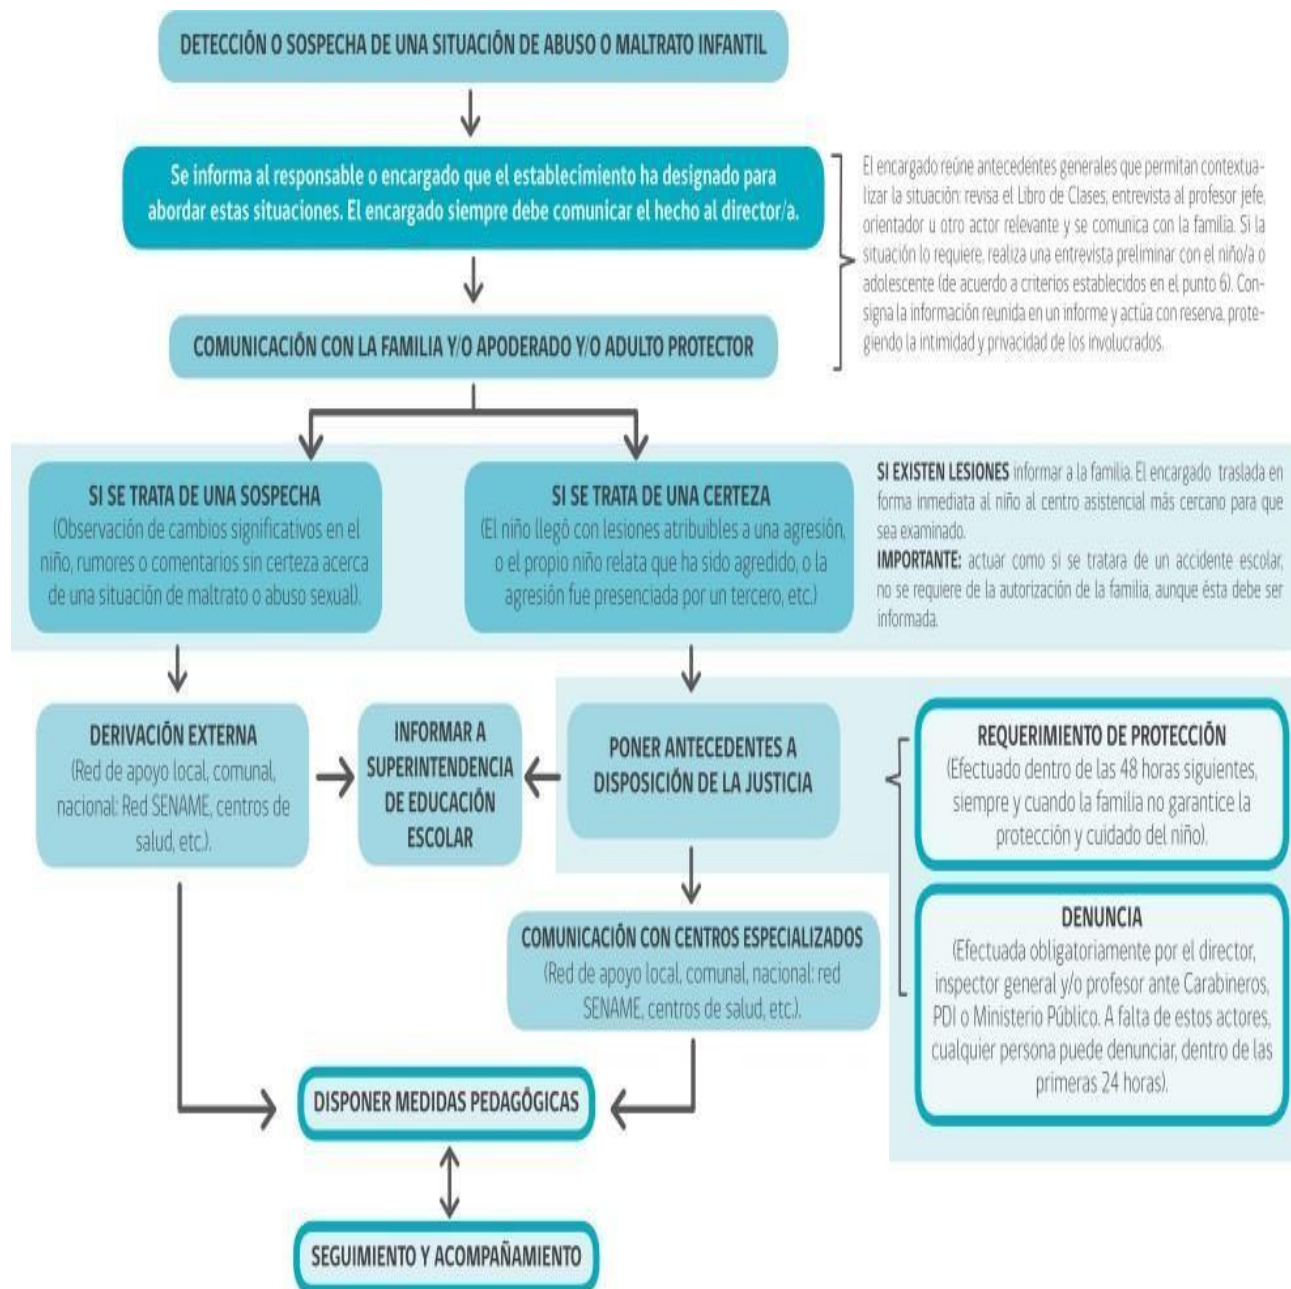 DETECCIÓN O SOSPECHA DE UNA SITUACIÓN DE ABUSO O MALTRATO INFANTIL
Se informa al responsable o encargado que el establecimiento ha designado para
abordar estas situaciones. El encargado siempre debe comunicar el hecho al director/a.
El encargado reúne antecedentes generales que permitan contextua-
lizar la situación: revisa el Libro de Clases, entrevista al profesor jefe,
orientador u otro actor relevante y se comunica con la familia. Si la
situación lo requiere, realiza una entrevista preliminar con el niño/a o
adolescente (de acuerdo a criterios establecidos en el punto 6). Con-
signa la información reunida en un informe y actúa con reserva, prote-
giendo la intimidad y privacidad de los involucrados.
COMUNICACIÓN CON LA FAMILIA Y/O APODERADO Y/O ADULTO PROTECTOR
SI SE TRATA DE UNA SOSPECHA
(Observación de cambios significativos en el
niño, rumores o comentarios sin certeza acerca
de una situación de maltrato o abuso sexual).
SI SE TRATA DE UNA CERTEZA
(El niño llegó con lesiones atribuibles a una agresión,
o el propio niño relata que ha sido agredido, o la
agresión fue presenciada por un tercero, etc.)
SI EXISTEN LESIONES informar a la familia. El encargado traslada en
forma inmediata al niño al centro asistencial más cercano para que
sea examinado.
IMPORTANTE: actuar como si se tratara de un accidente escolar,
no se requiere de la autorización de la familia, aunque ésta debe ser
informada.
DERIVACIÓN EXTERNA
(Red de apoyo local, comunal,
nacional: Red SENAME, centros de
salud, etc.).
INFORMAR A
SUPERINTENDENCIA
DE EDUCACIÓN
ESCOLAR
PONER ANTECEDENTES A
DISPOSICIÓN DE LA JUSTICIA
REQUERIMIENTO DE PROTECCIÓN
(Efectuado dentro de las 48 horas siguientes,
siempre y cuando la familia no garantice la
protección y cuidado del niño).
COMUNICACIÓN CON CENTROS ESPECIALIZADOS
(Red de apoyo local, comunal, nacional: red
SENAME, centros de salud, etc.).
DENUNCIA
(Efectuada obligatoriamente por el director,
inspector general y/o profesor ante Carabineros,
PDI o Ministerio Público. A falta de estos actores,
cualquier persona puede denunciar, dentro de las
primeras 24 horas).
DISPONER MEDIDAS PEDAGÓGICAS
SEGUIMIENTO Y ACOMPAÑAMIENTO